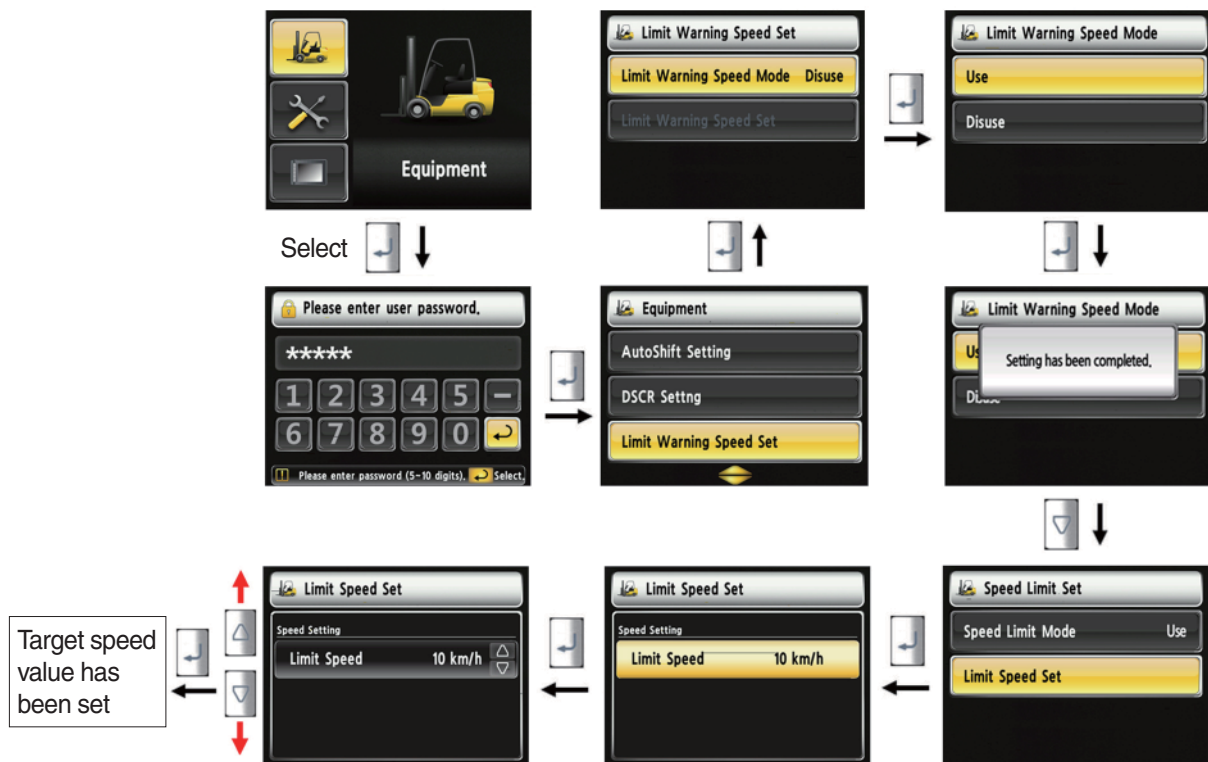 Equipment
Select
Please enter user password.
*****
1 2 3 4 5 -
6 7 8 9 0
Please enter password (5-10 digits). Select.
Equipment
AutoShift Setting
DSCR Settng
Limit Warning Speed Set
Limit Warning Speed Set
Limit Warning Speed Mode Disuse
Limit Warning Speed Set
Limit Warning Speed Mode
Use
Disuse
Limit Warning Speed Mode
Us
Setting has been completed.
Disuse
Speed Limit Set
Speed Limit Mode Use
Limit Speed Set
Limit Speed Set
Speed Setting
Limit Speed 10 km/h
Limit Speed Set
Speed Setting
Limit Speed 10 km/h
Target speed
value has
been set